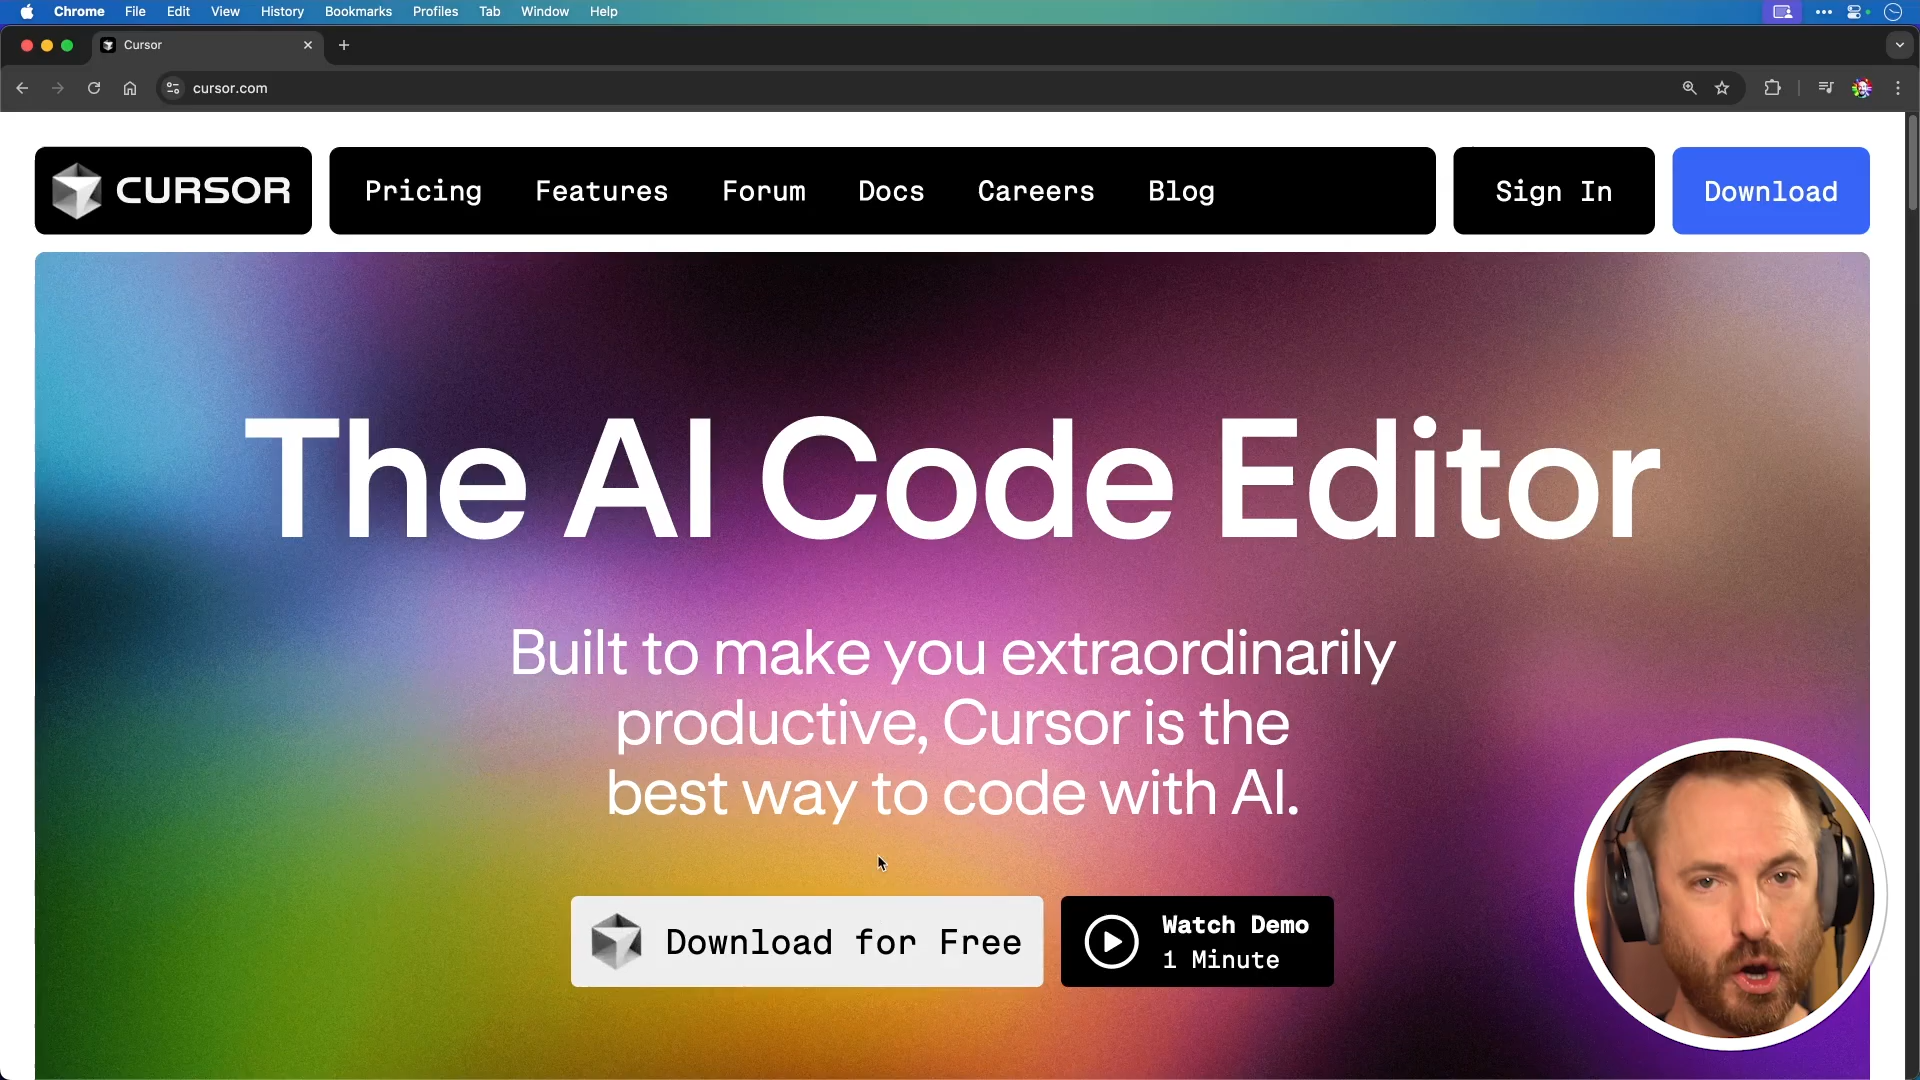 Chrome File Edit View History Bookmarks Profiles Tab Window Help
Cursor
cursor.com
CURSOR Pricing Features Forum Docs Careers Blog Sign In Download
The AI Code Editor
Built to make you extraordinarily
productive, Cursor is the
best way to code with AI.
Download for Free
Watch Demo
1 Minute